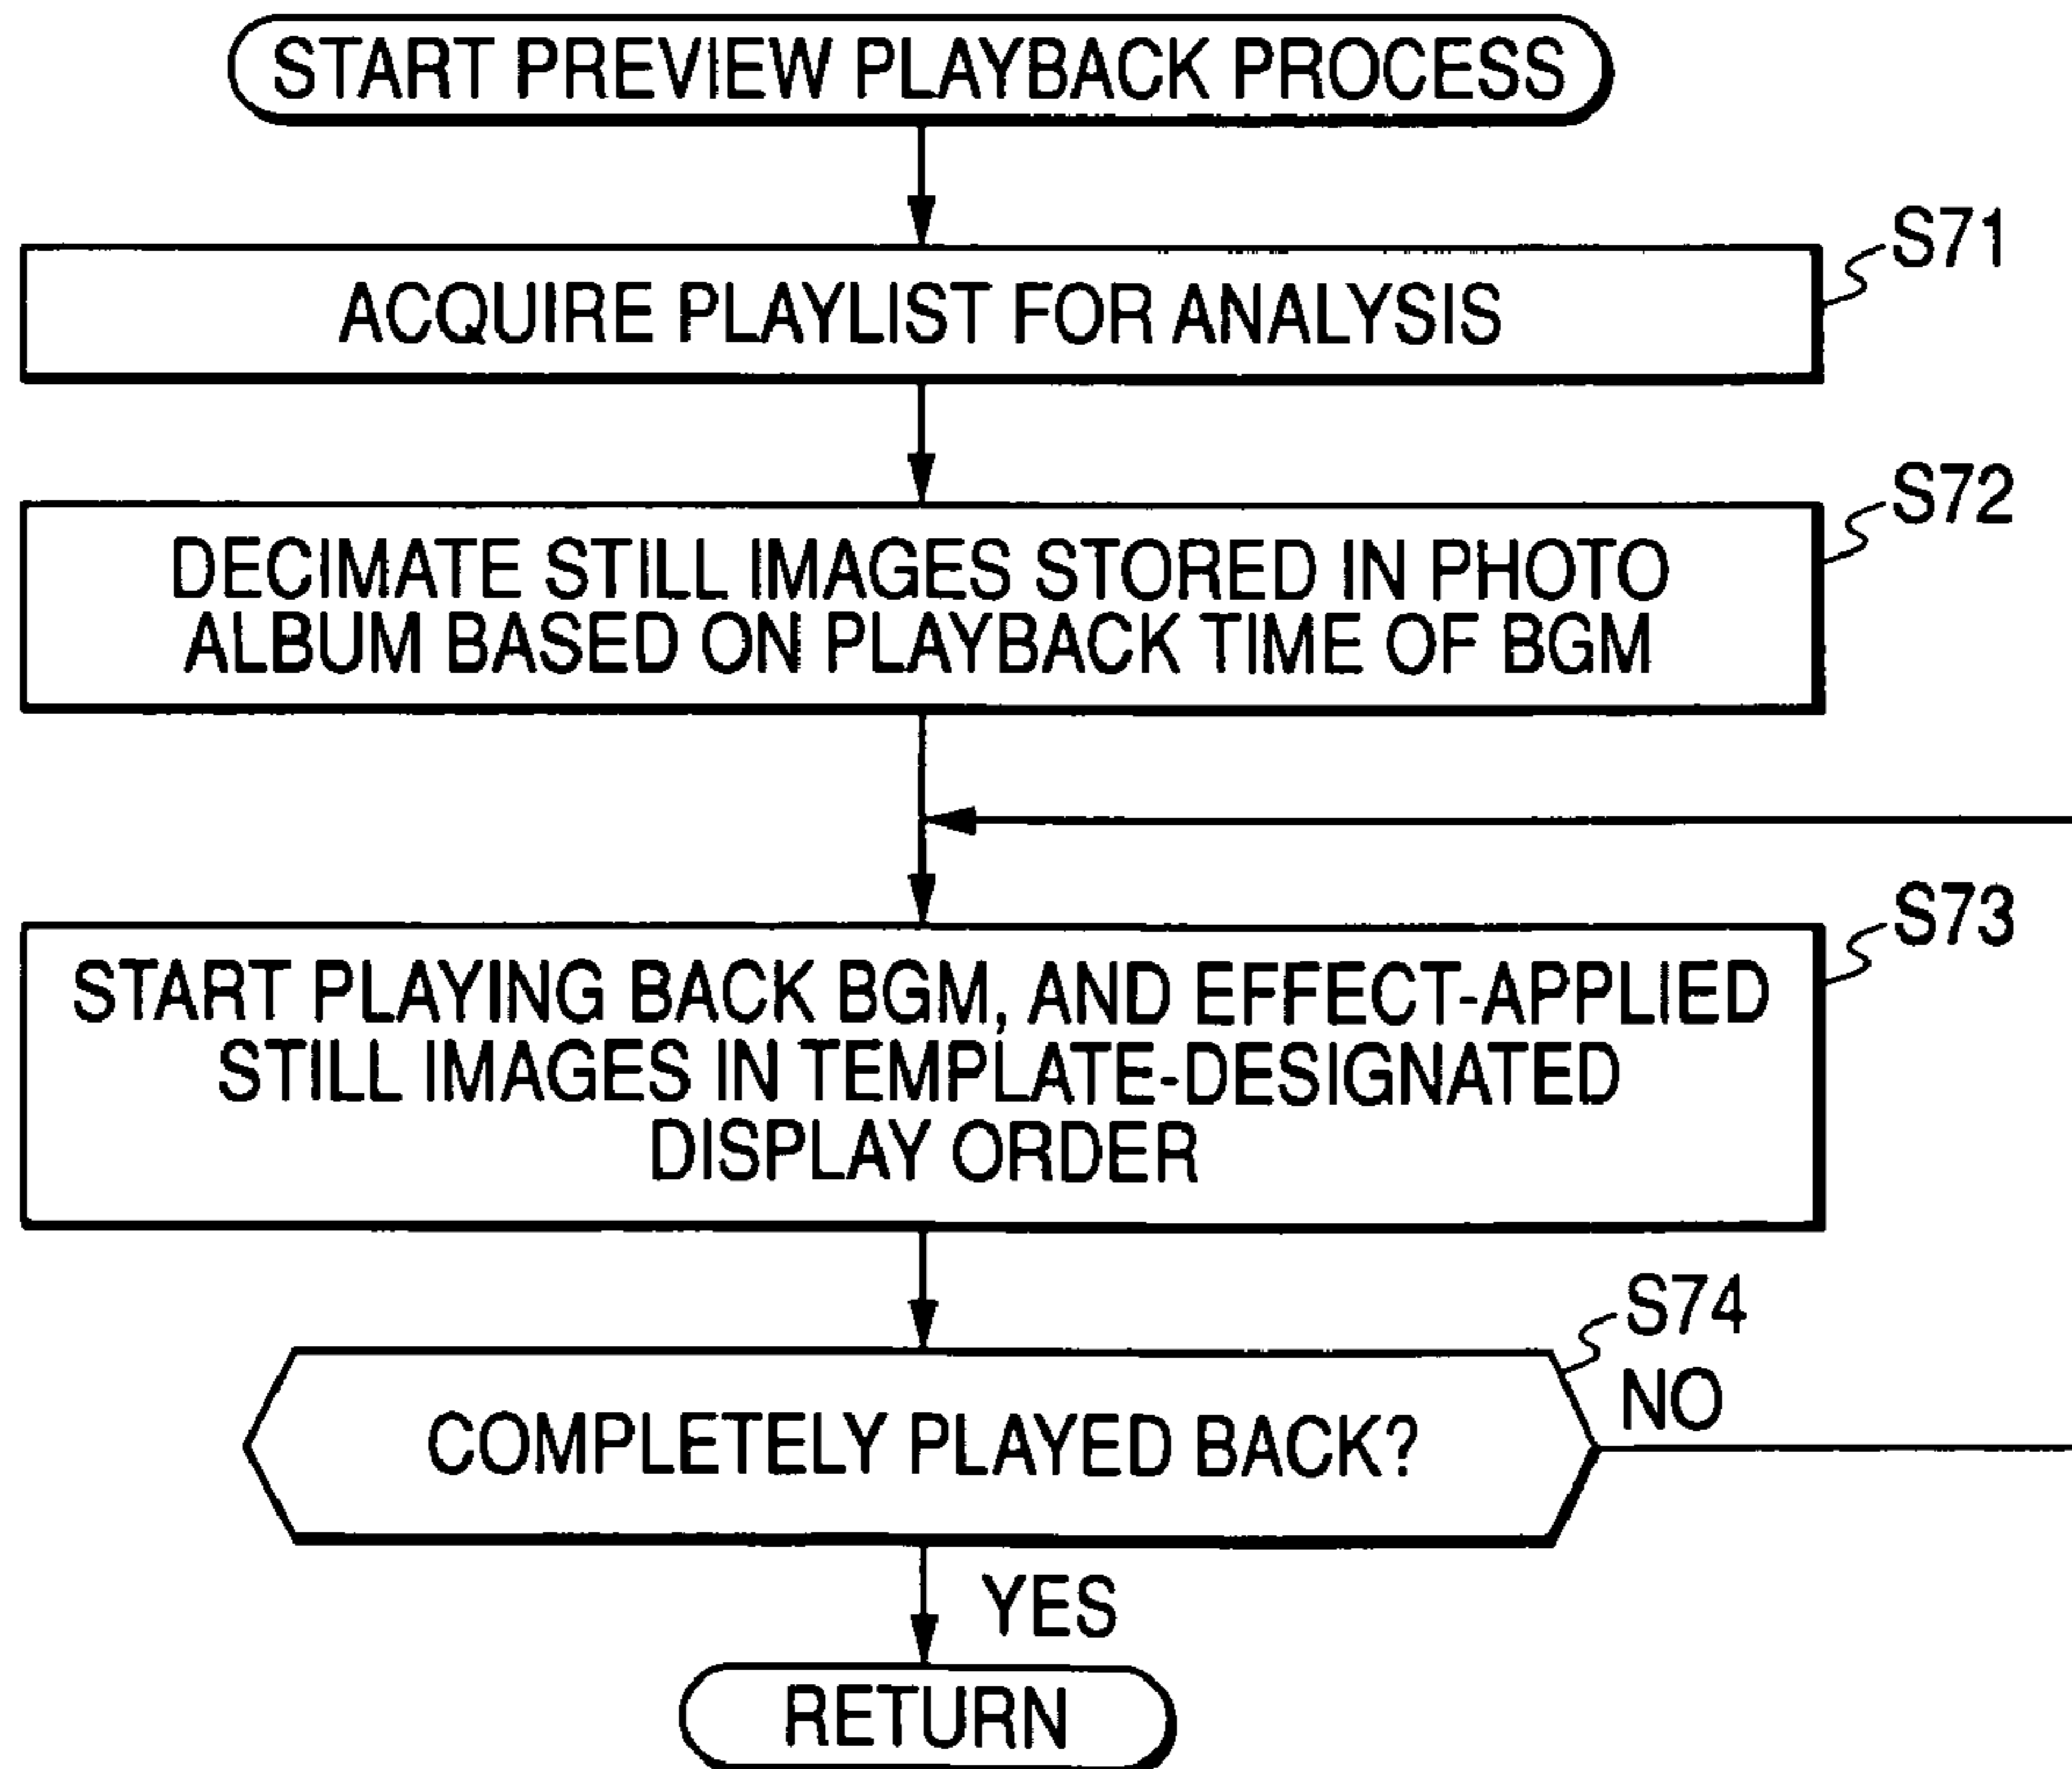 START PREVIEW PLAYBACK PROCESS
S71
ACQUIRE PLAYLIST FOR ANALYSIS
S72
DECIMATE STILL IMAGES STORED IN PHOTO
ALBUM BASED ON PLAYBACK TIME OF BGM
S73
START PLAYING BACK BGM, AND EFFECT-APPLIED
STILL IMAGES IN TEMPLATE-DESIGNATED
DISPLAY ORDER
S74
NO
COMPLETELY PLAYED BACK?
YES
RETURN